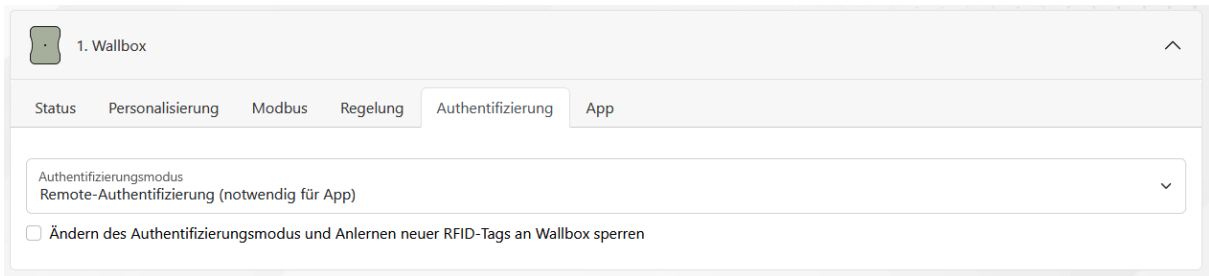 1. Wallbox
Status Personalisierung Modbus Regelung Authentifizierung App
Authentifizierungsmodus
Remote-Authentifizierung (notwendig für App)
Ändern des Authentifizierungsmodus und Anlernen neuer RFID-Tags an Wallbox sperren